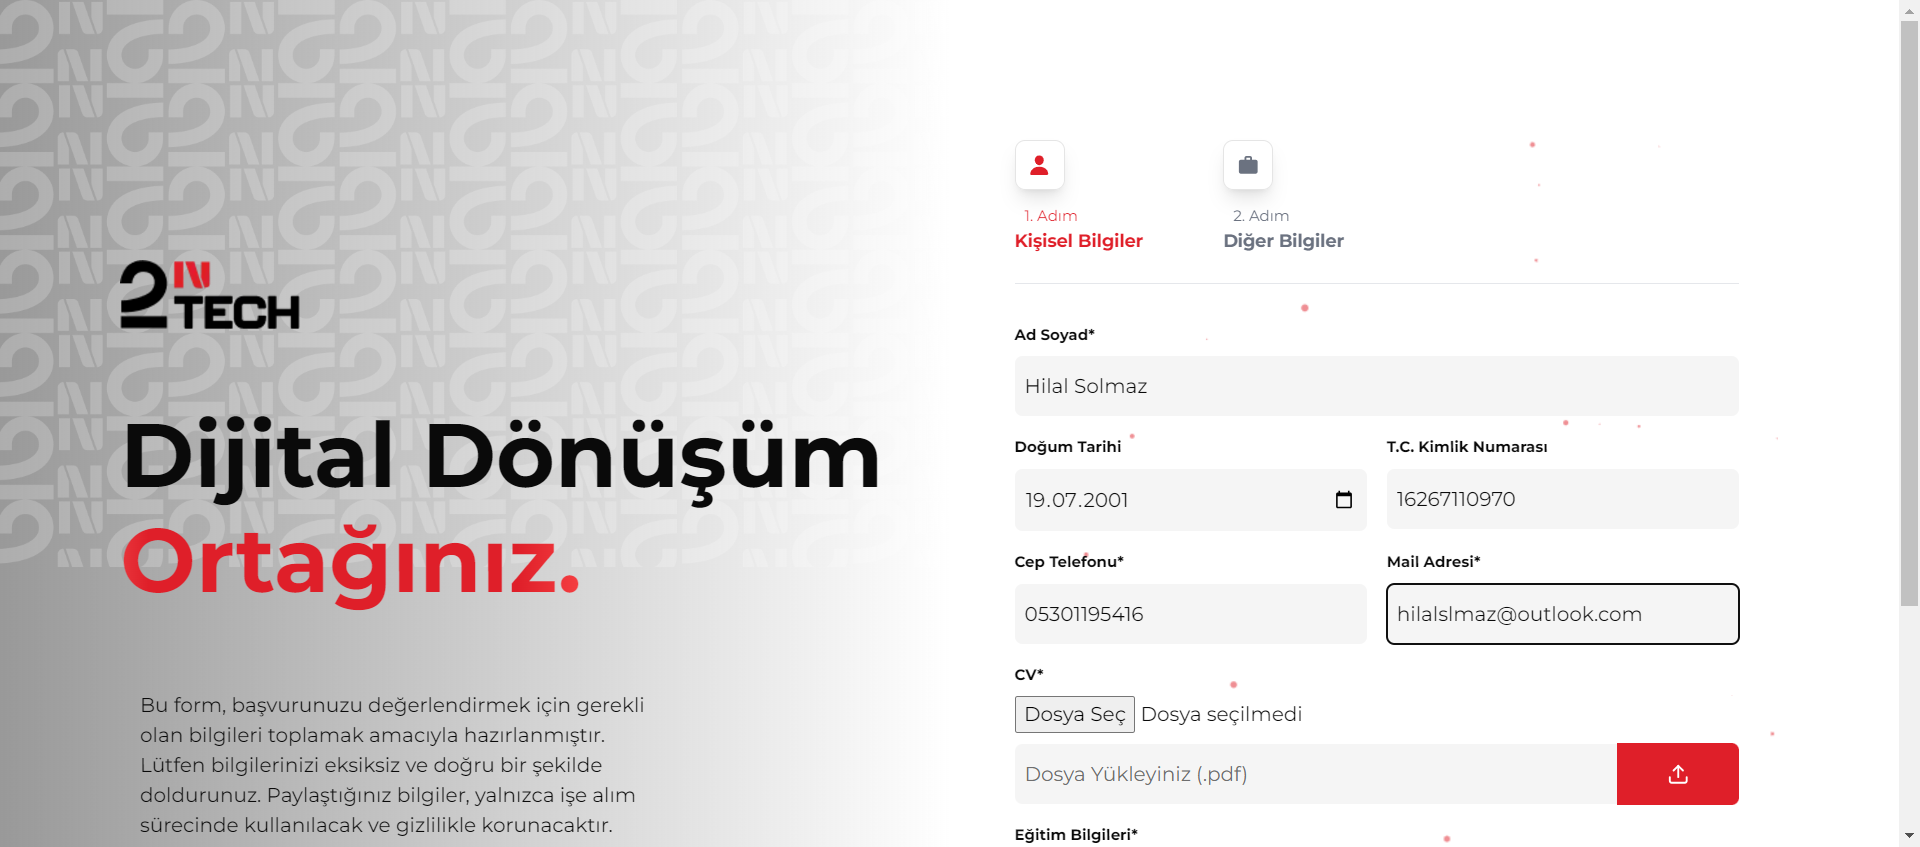 2N TECH
Dijital Dönüşüm
Ortağınız.
Bu form, başvurunuzu değerlendirmek için gerekli
olan bilgileri toplamak amacıyla hazırlanmıştır.
Lütfen bilgilerinizi eksiksiz ve doğru bir şekilde
doldurunuz. Paylaştığınız bilgiler, yalnızca işe alım
sürecinde kullanılacak ve gizlilikle korunacaktır.
1. Adım
Kişisel Bilgiler
2. Adım
Diğer Bilgiler
Ad Soyad*
Hilal Solmaz
Doğum Tarihi
19.07.2001
T.C. Kimlik Numarası
16267110970
Cep Telefonu*
05301195416
Mail Adresi*
hilalslmaz@outlook.com
CV*
Dosya Seç Dosya seçilmedi
Dosya Yükleyiniz (.pdf)
Eğitim Bilgileri*